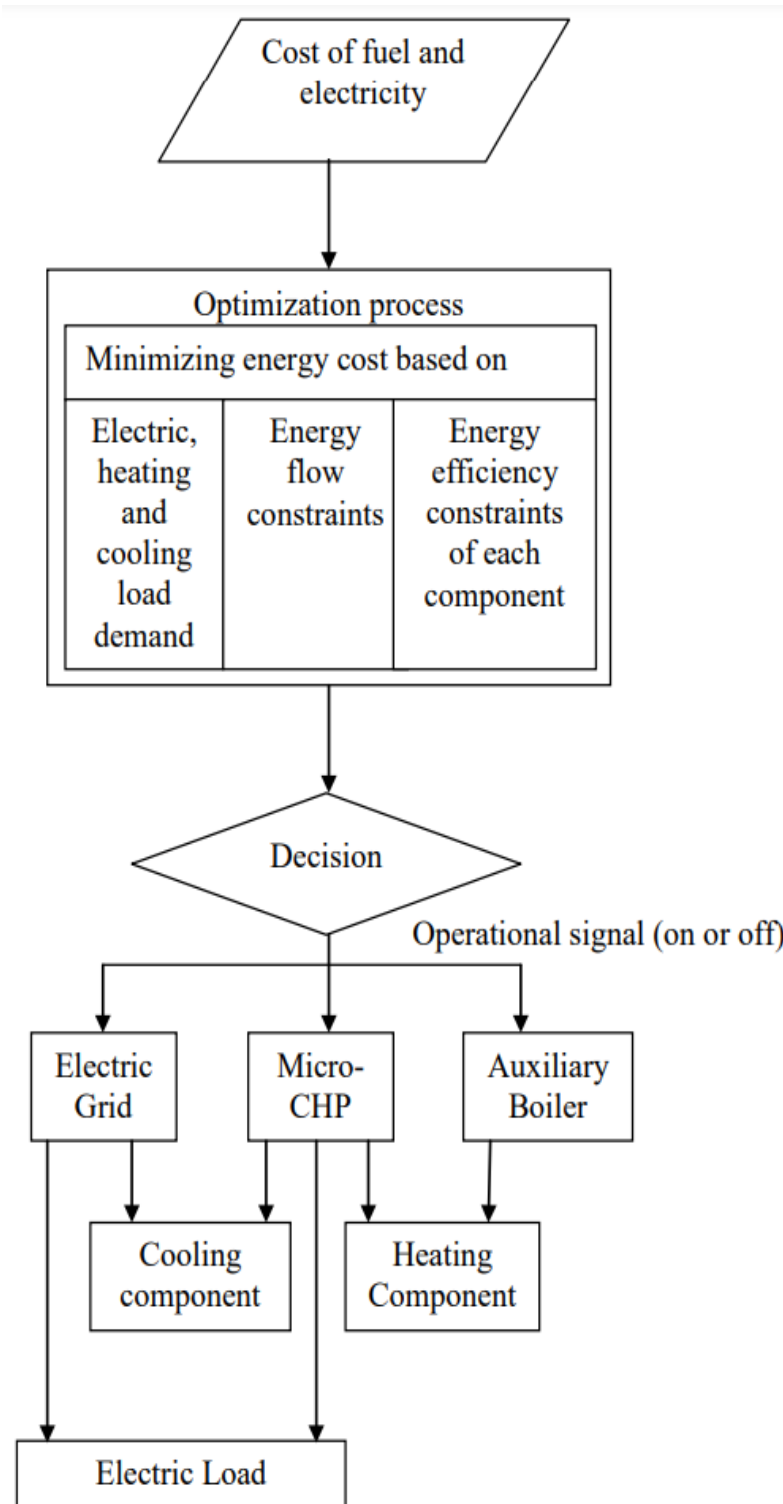 Cost of fuel and
electricity
Optimization process
Minimizing energy cost based on
Electric,
heating
and
cooling
load
demand
Energy
flow
constraints
Energy
efficiency
constraints
of each
component
Decision
Operational signal (on or off)
Electric
Grid
Micro-
CHP
Auxiliary
Boiler
Cooling
component
Heating
Component
Electric Load